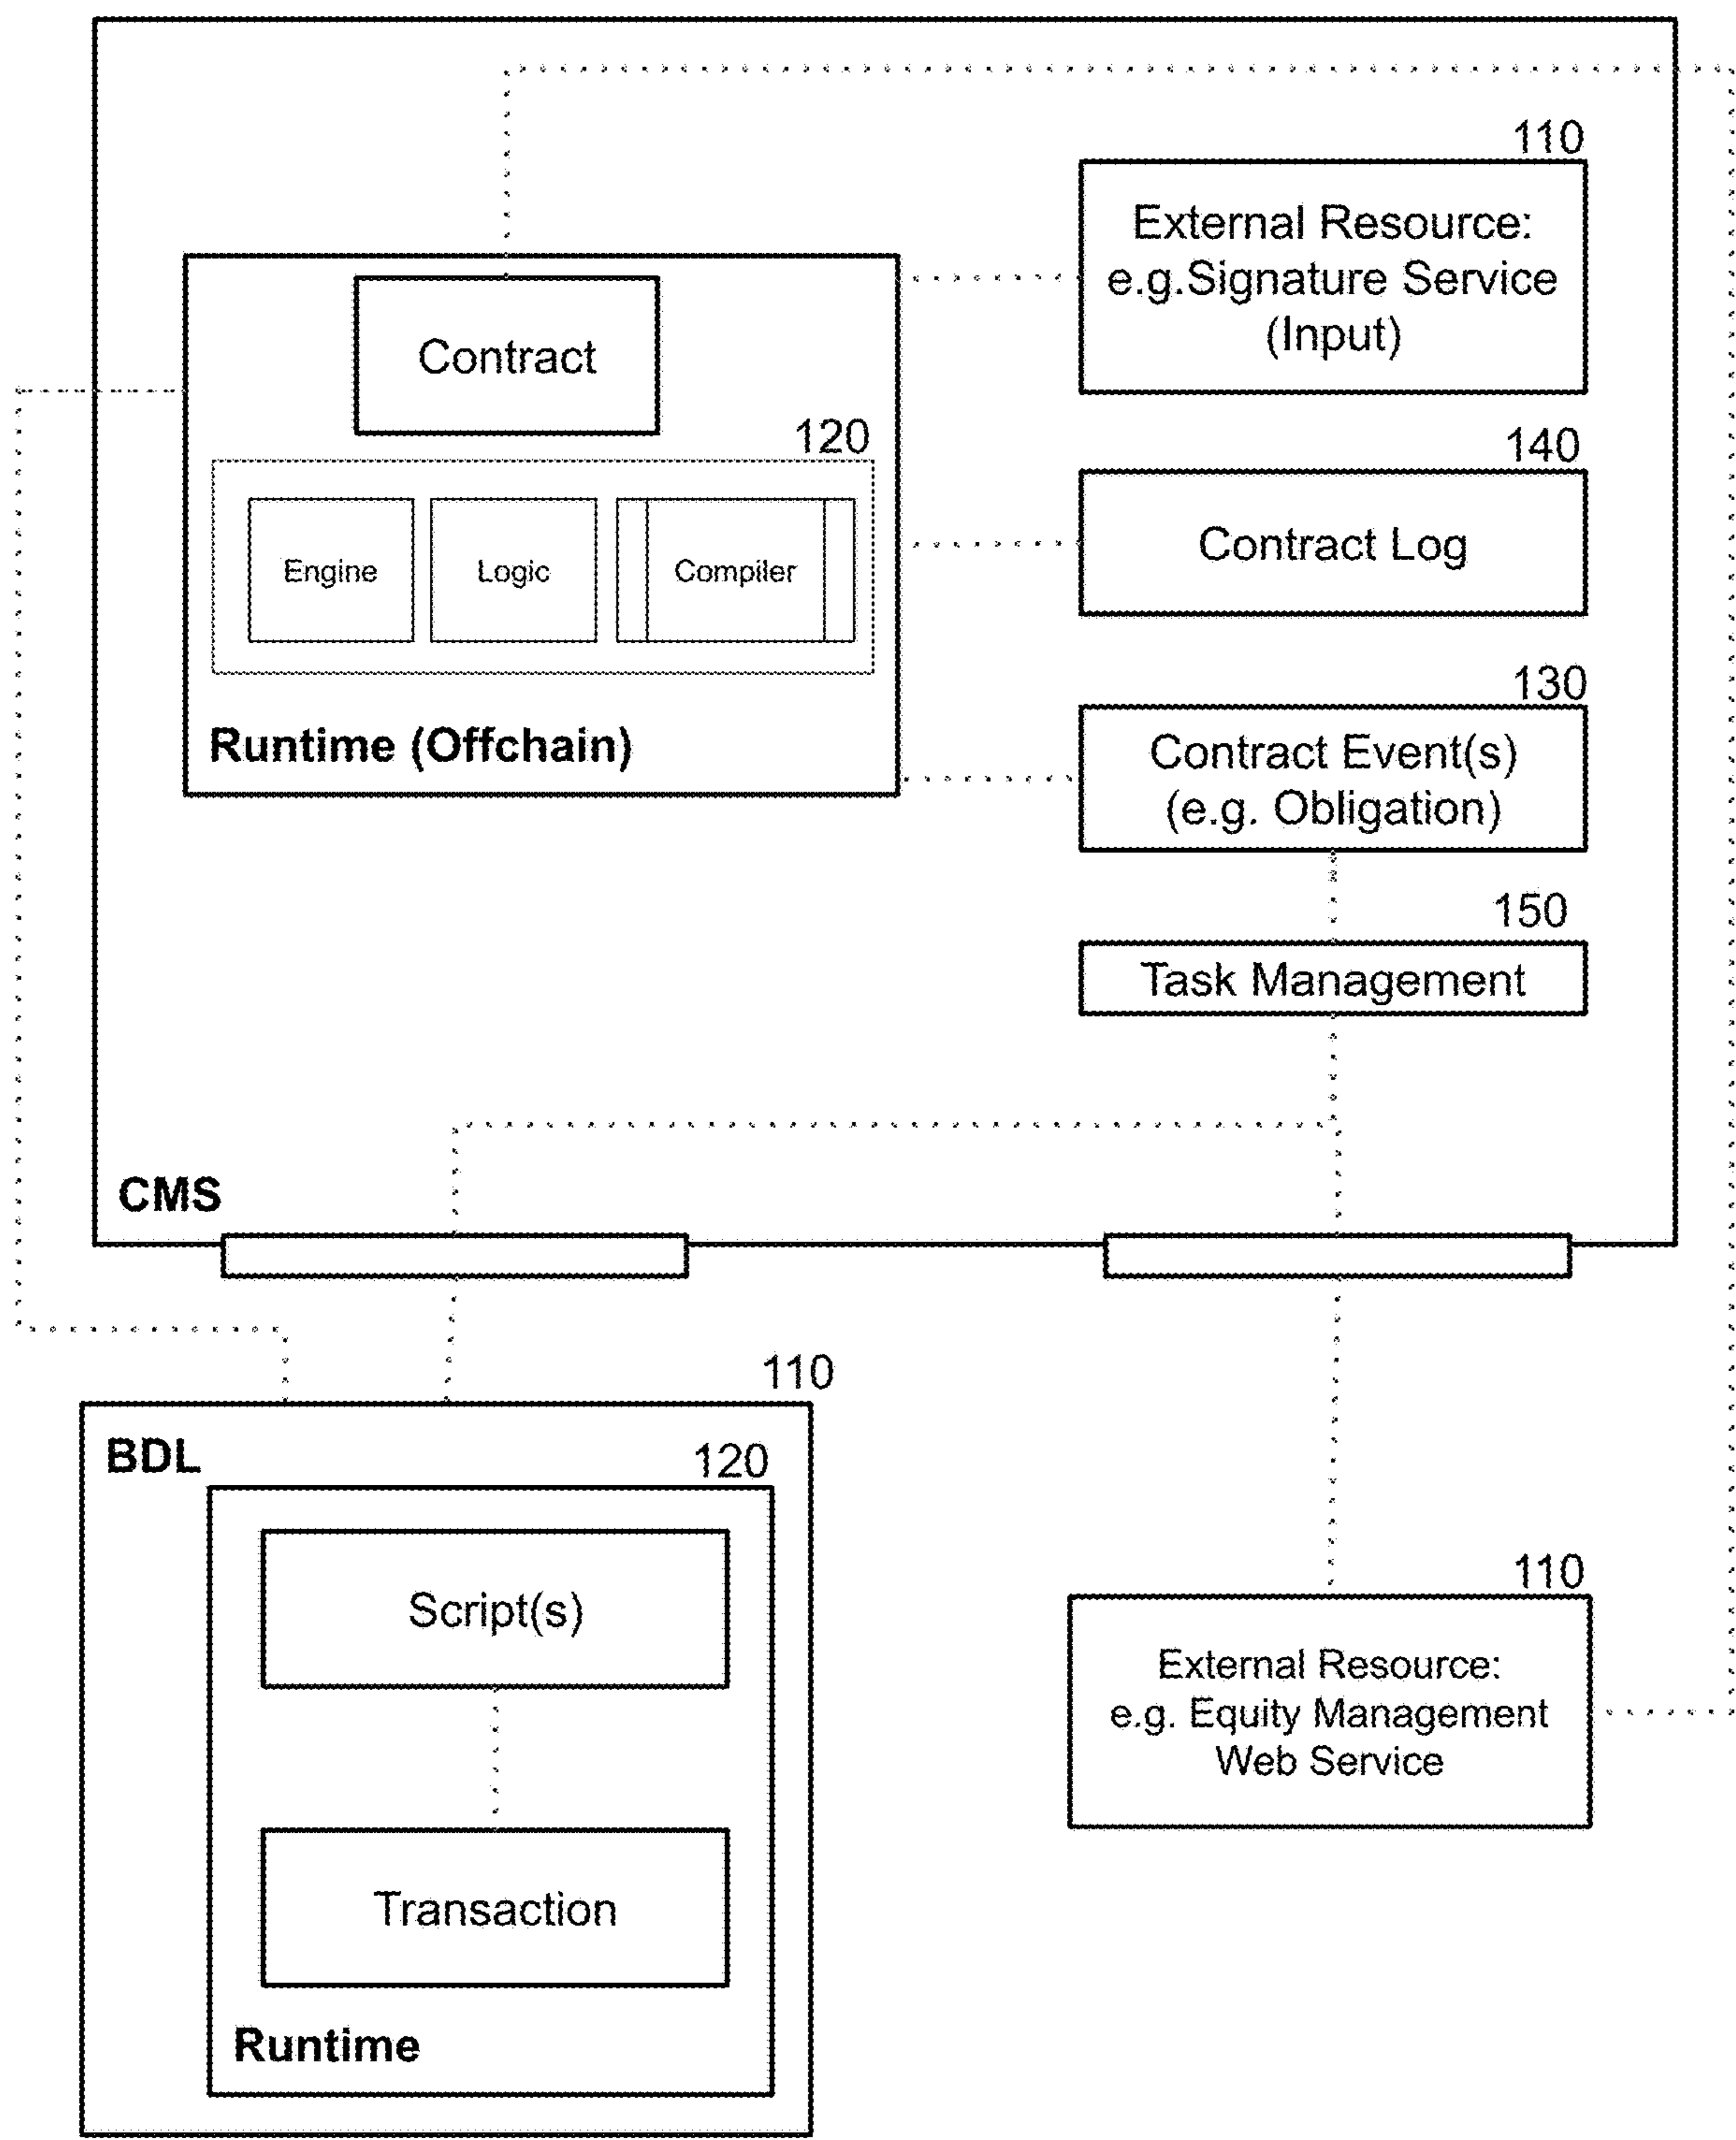 110
External Resource:
e.g.Signature Service
(Input)
Contract
120
Engine
Logic
Compiler
Runtime (Offchain)
140
Contract Log
130
Contract Event(s)
(e.g. Obligation)
150
Task Management
CMS
110
BDL
120
Script(s)
Transaction
Runtime
110
External Resource:
e.g. Equity Management
Web Service